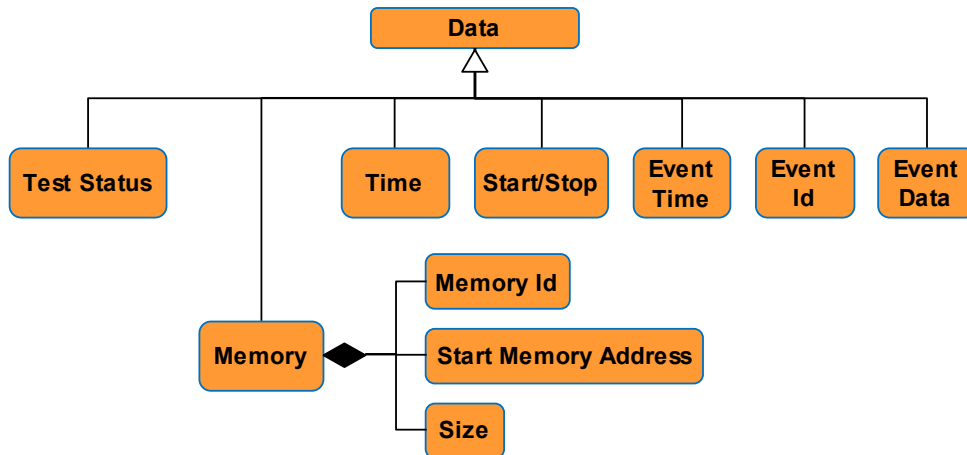 Data
Test Status
Time
Start/Stop
Event
Time
Event
Id
Event
Data
Memory Id
Memory
Start Memory Address
Size